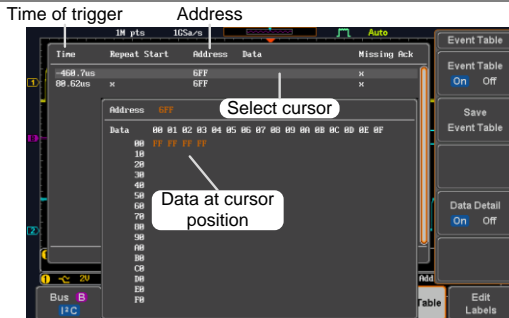 Time of trigger Address
1M pts 1GSa/s Auto
Time Repeat Start Address Data Missing Ack
-460.7us 6FF x
80.62us x 6FF x
Select cursor
Address 6FF
Data 00 01 02 03 04 05 06 07 08 09 0A 0B 0C 0D 0E 0F
00 FF FF FF FF
10
20
30
40
50
60
70
80
90
A0
B0
C0
D0
E0
F0
Data at cursor
position
1
B
2
1 2V
Add
Event Table
Event Table
On Off
Save
Event Table
Data Detail
On Off
Bus B
I²C
Table
Edit
Labels